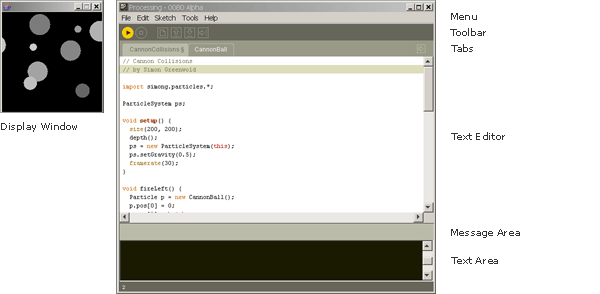 Processing - 0080 Alpha
File Edit Sketch Tools Help
CannonCollisions § CannonBall
// Cannon Collisions
// by Simon Greenwold
import simong.particles.*;
ParticleSystem ps;
void setup() {
size(200, 200);
depth();
ps = new ParticleSystem(this);
ps.setGravity(0.5);
framerate(30);
}
void fireLeft() {
Particle p = new CannonBall();
p.pos[0] = 0;
2
Display Window
Menu
Toolbar
Tabs
Text Editor
Message Area
Text Area